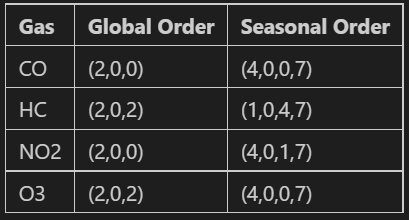 Gas Global Order Seasonal Order
CO (2,0,0) (4,0,0,7)
HC (2,0,2) (1,0,4,7)
NO2 (2,0,0) (4,0,1,7)
O3 (2,0,2) (4,0,0,7)